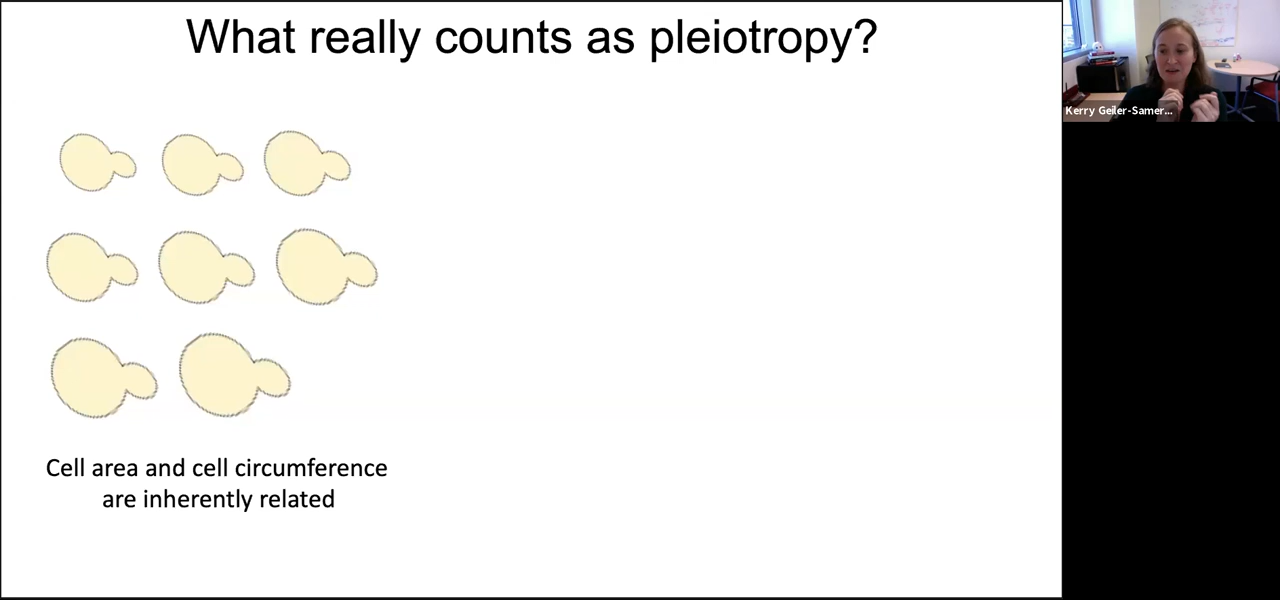 What really counts as pleiotropy?
Kerry Geiler-Samer...
Cell area and cell circumference
are inherently related